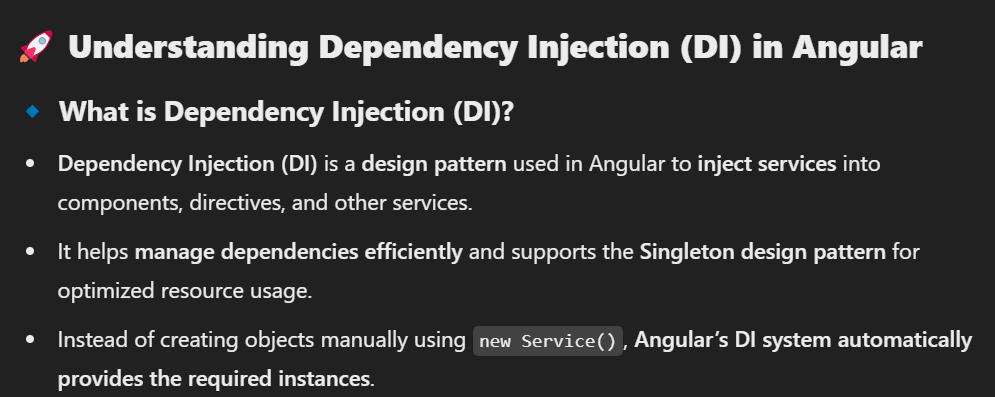 🚀 Understanding Dependency Injection (DI) in Angular
🔹 What is Dependency Injection (DI)?
• Dependency Injection (DI) is a design pattern used in Angular to inject services into
components, directives, and other services.
• It helps manage dependencies efficiently and supports the Singleton design pattern for
optimized resource usage.
• Instead of creating objects manually using new Service(), Angular’s DI system automatically
provides the required instances.